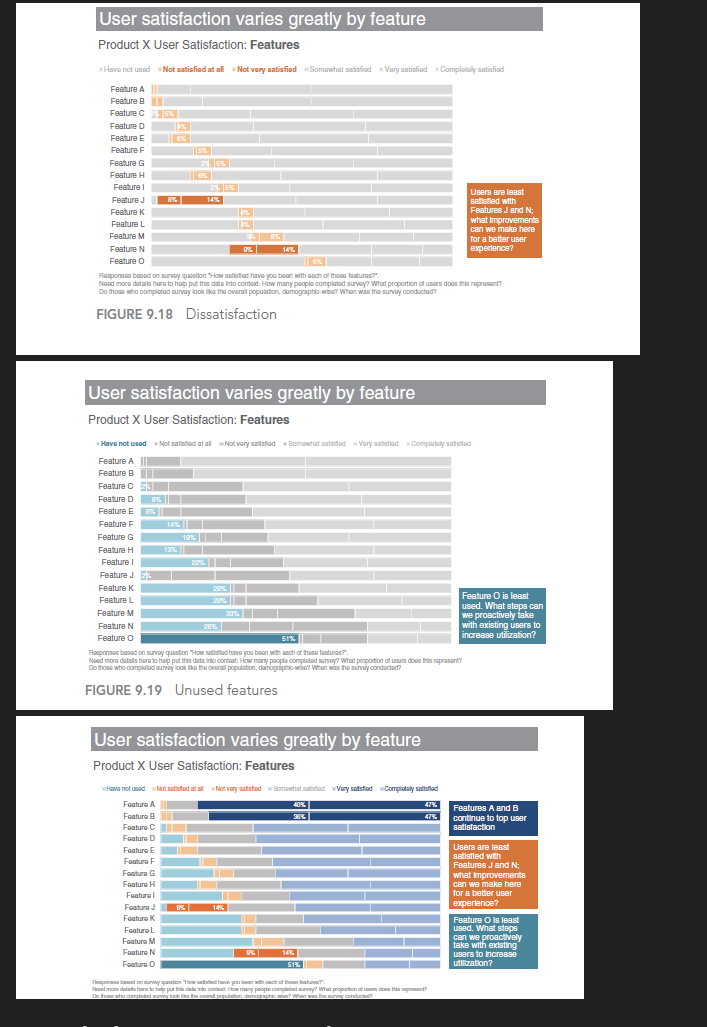 User satisfaction varies greatly by feature
Product X User Satisfaction: Features
Have not used Not satisfied at all Not very satisfied Somewhat satisfied Very satisfied Completely satisfied
Feature A
Feature B
Feature C 5%
Feature D 4%
Feature E 6%
Feature F 5%
Feature G 2% 5%
Feature H 6%
Feature I 2% 5%
Feature J 8% 14%
Feature K
Feature L
Feature M 8%
Feature N 9% 14%
Feature O 6%
Users are least
satisfied with
Features J and N;
what improvements
can we make here
for a better user
experience?
Responses based on survey question "How satisfied have you been with each of these features?".
Need more details here to help put this data into context: How many people completed survey? What proportion of users does this represent?
Do those who completed survey look like the overall population, demographic-wise? When was the survey conducted?
FIGURE 9.18 Dissatisfaction
User satisfaction varies greatly by feature
Product X User Satisfaction: Features
Have not used Not satisfied at all Not very satisfied Somewhat satisfied Very satisfied Completely satisfied
Feature A
Feature B
Feature C 2%
Feature D 8%
Feature E 6%
Feature F 14%
Feature G 19%
Feature H 13%
Feature I 22%
Feature J 2%
Feature K 29%
Feature L 29%
Feature M 33%
Feature N 26%
Feature O 51%
Feature O is least
used. What steps can
we proactively take
with existing users to
increase utilization?
Responses based on survey question "How satisfied have you been with each of these features?".
Need more details here to help put this data into context: How many people completed survey? What proportion of users does this represent?
Do those who completed survey look like the overall population, demographic-wise? When was the survey conducted?
FIGURE 9.19 Unused features
User satisfaction varies greatly by feature
Product X User Satisfaction: Features
Have not used Not satisfied at all Not very satisfied Somewhat satisfied Very satisfied Completely satisfied
Feature A 40% 47%
Feature B 36% 47%
Feature C
Feature D
Feature E
Feature F
Feature G
Feature H
Feature I
Feature J 8% 14%
Feature K
Feature L
Feature M
Feature N 9% 14%
Feature O 51%
Features A and B
continue to top user
satisfaction
Users are least
satisfied with
Features J and N;
what improvements
can we make here
for a better user
experience?
Feature O is least
used. What steps
can we proactively
take with existing
users to increase
utilization?
Responses based on survey question "How satisfied have you been with each of these features?".
Need more details here to help put this data into context: How many people completed survey? What proportion of users does this represent?
Do those who completed survey look like the overall population, demographic-wise? When was the survey conducted?